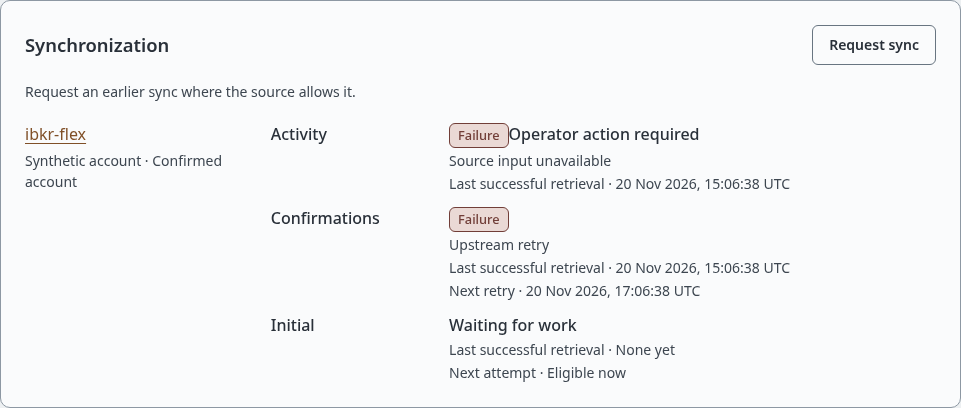 Synchronization
Request sync
Request an earlier sync where the source allows it.
ibkr-flex
Synthetic account · Confirmed
account
Activity
Failure Operator action required
Source input unavailable
Last successful retrieval · 20 Nov 2026, 15:06:38 UTC
Confirmations
Failure
Upstream retry
Last successful retrieval · 20 Nov 2026, 15:06:38 UTC
Next retry · 20 Nov 2026, 17:06:38 UTC
Initial
Waiting for work
Last successful retrieval · None yet
Next attempt · Eligible now